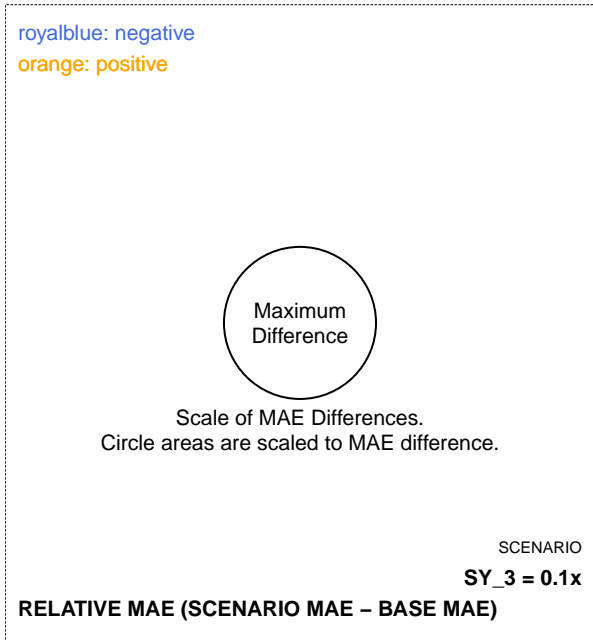 royalblue: negative
orange: positive
Maximum
Difference
Scale of MAE Differences.
Circle areas are scaled to MAE difference.
SCENARIO
SY_3 = 0.1x
RELATIVE MAE (SCENARIO MAE – BASE MAE)